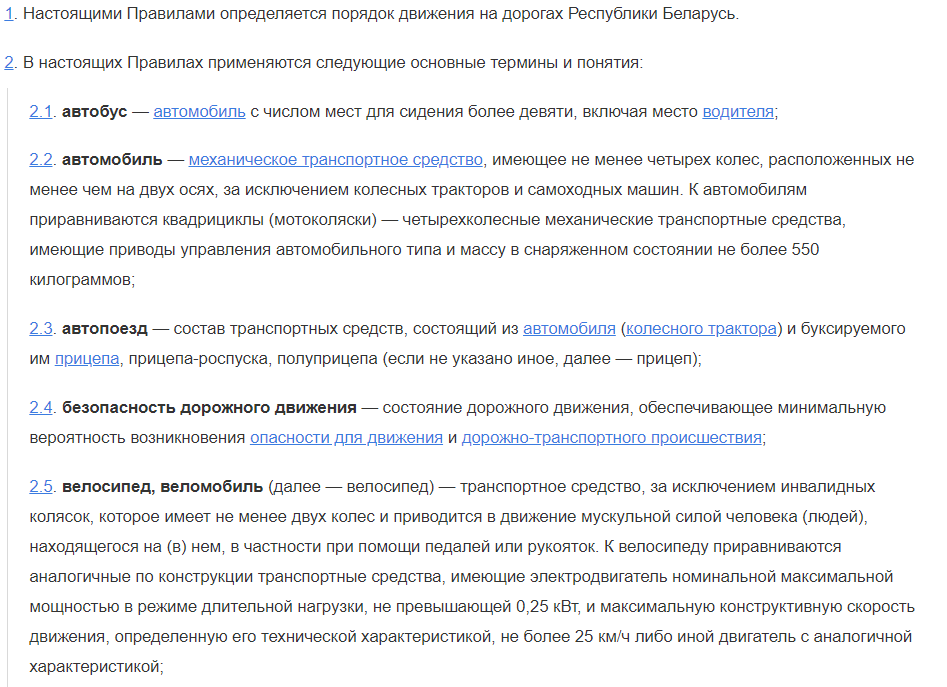 1. Настоящими Правилами определяется порядок движения на дорогах Республики Беларусь.
2. В настоящих Правилах применяются следующие основные термины и понятия:
2.1. автобус — автомобиль с числом мест для сидения более девяти, включая место водителя;
2.2. автомобиль — механическое транспортное средство, имеющее не менее четырех колес, расположенных не
менее чем на двух осях, за исключением колесных тракторов и самоходных машин. К автомобилям
приравниваются квадрициклы (мотоколяски) — четырехколесные механические транспортные средства,
имеющие приводы управления автомобильного типа и массу в снаряженном состоянии не более 550
килограммов;
2.3. автопоезд — состав транспортных средств, состоящий из автомобиля (колесного трактора) и буксируемого
им прицепа, прицепа-роспуска, полуприцепа (если не указано иное, далее — прицеп);
2.4. безопасность дорожного движения — состояние дорожного движения, обеспечивающее минимальную
вероятность возникновения опасности для движения и дорожно-транспортного происшествия;
2.5. велосипед, веломобиль (далее — велосипед) — транспортное средство, за исключением инвалидных
колясок, которое имеет не менее двух колес и приводится в движение мускульной силой человека (людей),
находящегося на (в) нем, в частности при помощи педалей или рукояток. К велосипеду приравниваются
аналогичные по конструкции транспортные средства, имеющие электродвигатель номинальной максимальной
мощностью в режиме длительной нагрузки, не превышающей 0,25 кВт, и максимальную конструктивную скорость
движения, определенную его технической характеристикой, не более 25 км/ч либо иной двигатель с аналогичной
характеристикой;